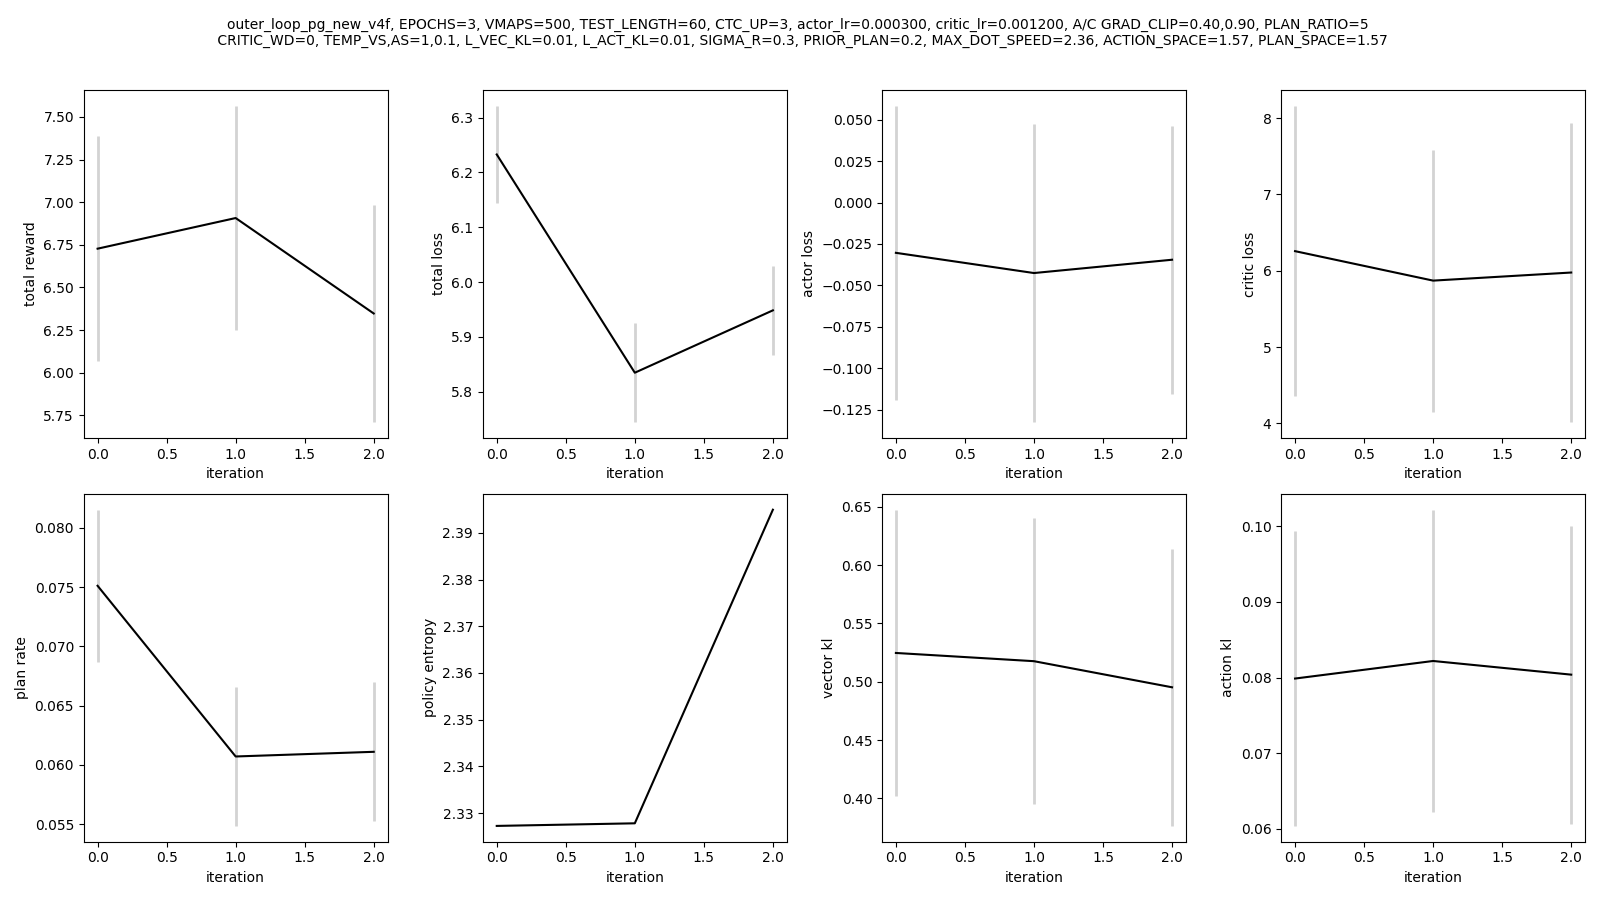 outer_loop_pg_new_v4f, EPOCHS=3, VMAPS=500, TEST_LENGTH=60, CTC_UP=3, actor_lr=0.000300, critic_lr=0.001200, A/C GRAD_CLIP=0.40,0.90, PLAN_RATIO=5
CRITIC_WD=0, TEMP_VS,AS=1,0.1, L_VEC_KL=0.01, L_ACT_KL=0.01, SIGMA_R=0.3, PRIOR_PLAN=0.2, MAX_DOT_SPEED=2.36, ACTION_SPACE=1.57, PLAN_SPACE=1.57
total reward
7.50
7.25
7.00
6.75
6.50
6.25
6.00
5.75
0.0 0.5 1.0 1.5 2.0
iteration
total loss
6.3
6.2
6.1
6.0
5.9
5.8
0.0 0.5 1.0 1.5 2.0
iteration
actor loss
0.050
0.025
0.000
−0.025
−0.050
−0.075
−0.100
−0.125
0.0 0.5 1.0 1.5 2.0
iteration
critic loss
8
7
6
5
4
0.0 0.5 1.0 1.5 2.0
iteration
plan rate
0.080
0.075
0.070
0.065
0.060
0.055
0.0 0.5 1.0 1.5 2.0
iteration
policy entropy
2.39
2.38
2.37
2.36
2.35
2.34
2.33
0.0 0.5 1.0 1.5 2.0
iteration
vector kl
0.65
0.60
0.55
0.50
0.45
0.40
0.0 0.5 1.0 1.5 2.0
iteration
action kl
0.10
0.09
0.08
0.07
0.06
0.0 0.5 1.0 1.5 2.0
iteration